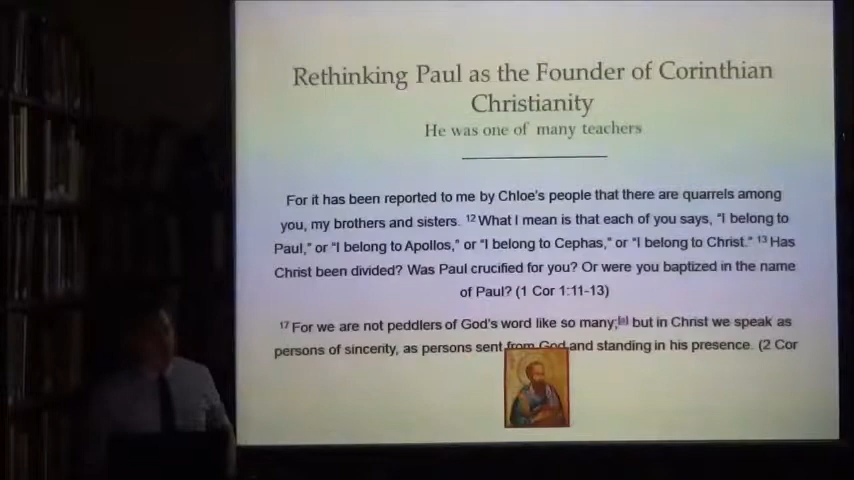 Rethinking Paul as the Founder of Corinthian
Christianity
He was one of many teachers
For it has been reported to me by Chloe's people that there are quarrels among
you, my brothers and sisters. 12 What I mean is that each of you says, "I belong to
Paul," or "I belong to Apollos," or "I belong to Cephas," or "I belong to Christ." 13 Has
Christ been divided? Was Paul crucified for you? Or were you baptized in the name
of Paul? (1 Cor 1:11-13)
17 For we are not peddlers of God's word like so many;[a] but in Christ we speak as
persons of sincerity, as persons sent from God and standing in his presence. (2 Cor